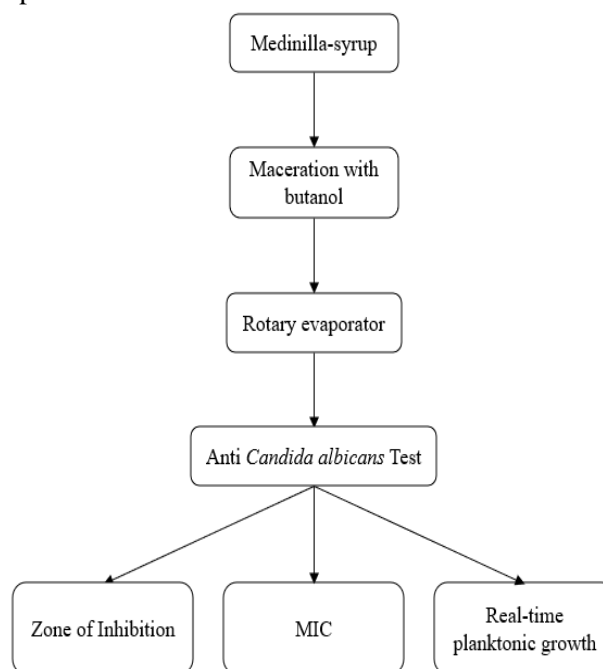 Medinilla-syrup
Maceration with
butanol
Rotary evaporator
Anti Candida albicans Test
Zone of Inhibition
MIC
Real-time
planktonic growth